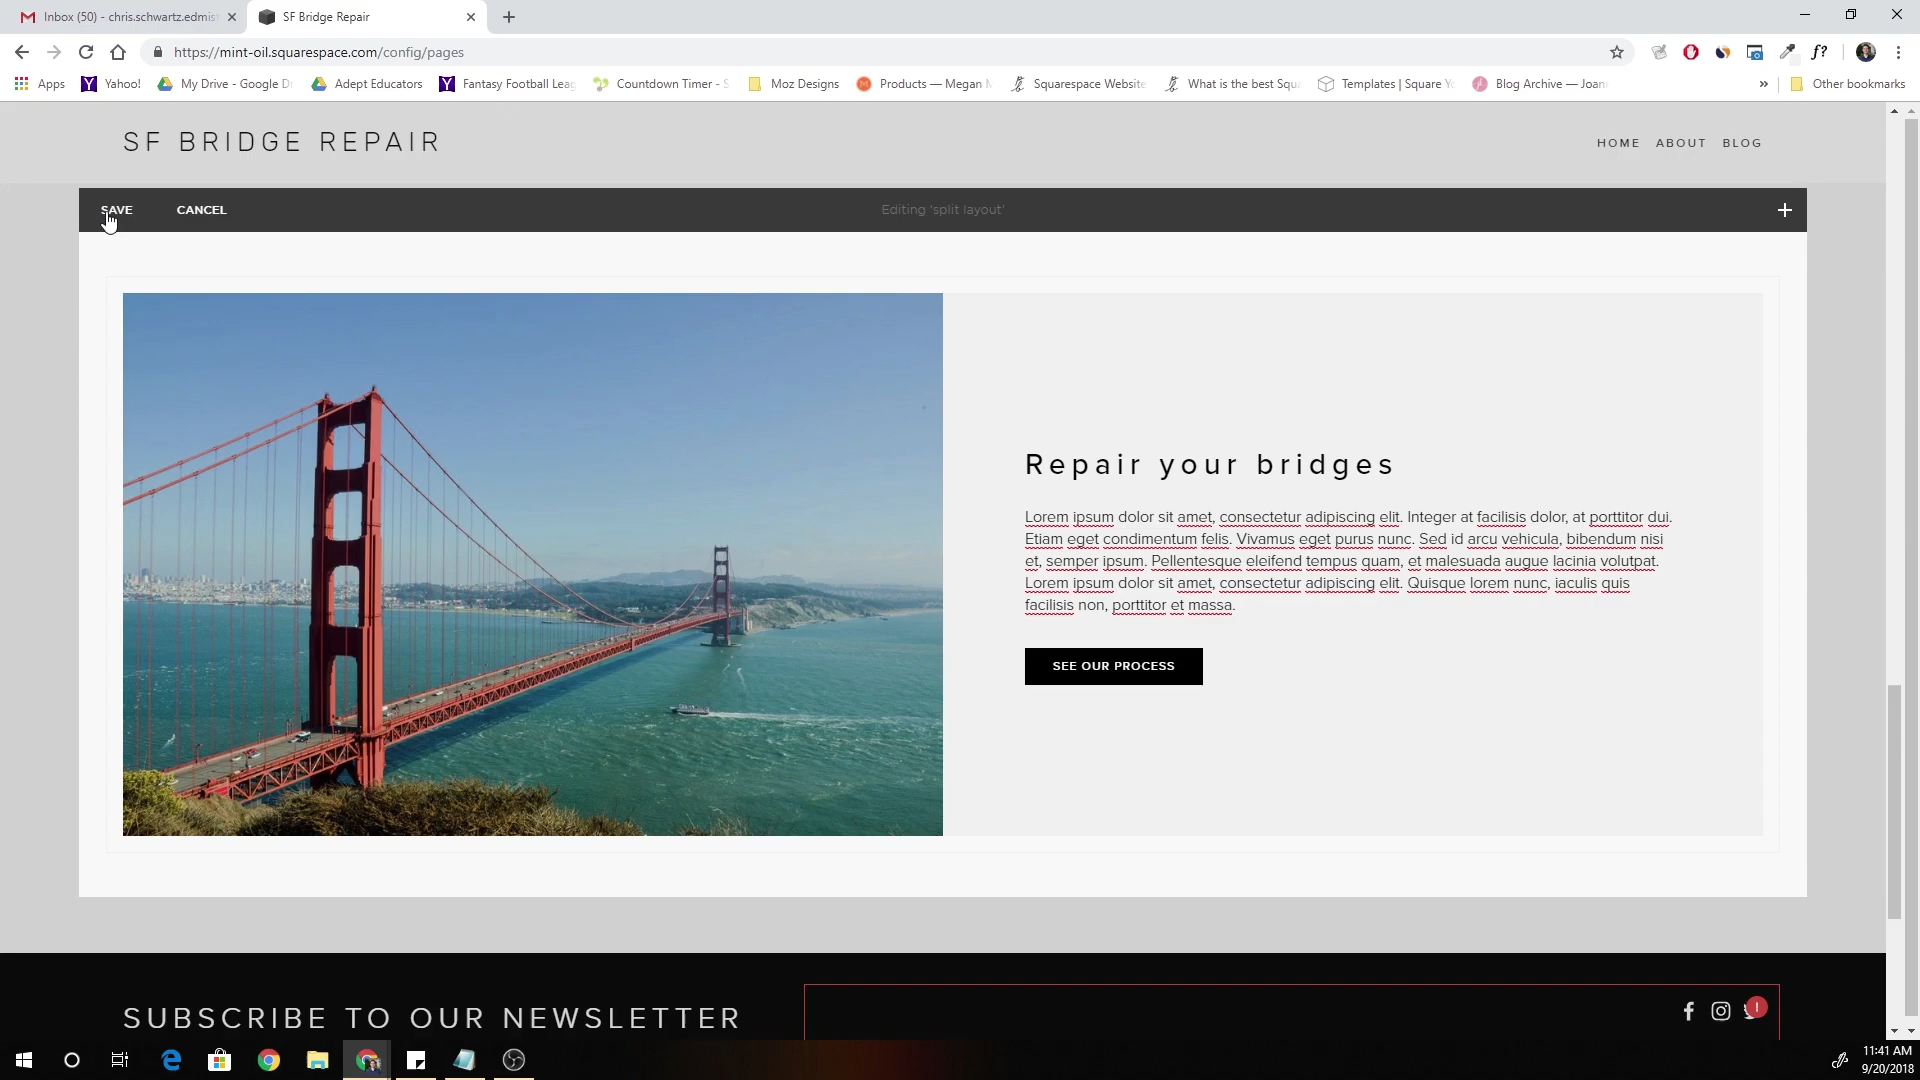 Inbox (50) - chris.schwartz.edmis
SF Bridge Repair
https://mint-oil.squarespace.com/config/pages
Apps
Yahoo!
My Drive - Google D
Adept Educators
Fantasy Football Leag
Countdown Timer - S
Moz Designs
Products — Megan M
Squarespace Website
What is the best Squa
Templates | Square Yo
Blog Archive — Joan
Other bookmarks
SF BRIDGE REPAIR
HOME ABOUT BLOG
SAVE
CANCEL
Editing 'split layout'
Repair your bridges
Lorem ipsum dolor sit amet, consectetur adipiscing elit. Integer at facilisis dolor, at porttitor dui.
Etiam eget condimentum felis. Vivamus eget purus nunc. Sed id arcu vehicula, bibendum nisi
et, semper ipsum. Pellentesque eleifend tempus quam, et malesuada augue lacinia volutpat.
Lorem ipsum dolor sit amet, consectetur adipiscing elit. Quisque lorem nunc, iaculis quis
facilisis non, porttitor et massa.
SEE OUR PROCESS
SUBSCRIBE TO OUR NEWSLETTER
11:41 AM
9/20/2018